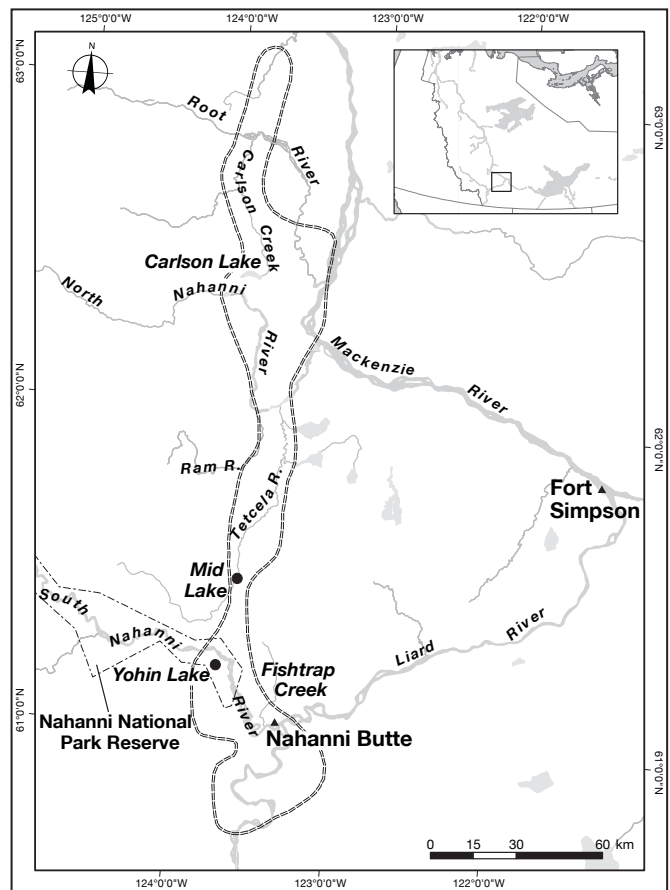 125°0'0"W
124°0'0"W
123°0'0"W
122°0'0"W
63°0'0"N
63°0'0"N
N
Root
River
Carlson Creek
Carlson Lake
North
Nahanni
River
Mackenzie
River
62°0'0"N
62°0'0"N
Ram R.
Tetcela R.
Fort
Simpson
Mid
Lake
South
Nahanni
River
Yohin Lake
Fishtrap
Creek
Liard
River
61°0'0"N
61°0'0"N
Nahanni National
Park Reserve
Nahanni Butte
0 15 30 60 km
124°0'0"W
123°0'0"W
122°0'0"W